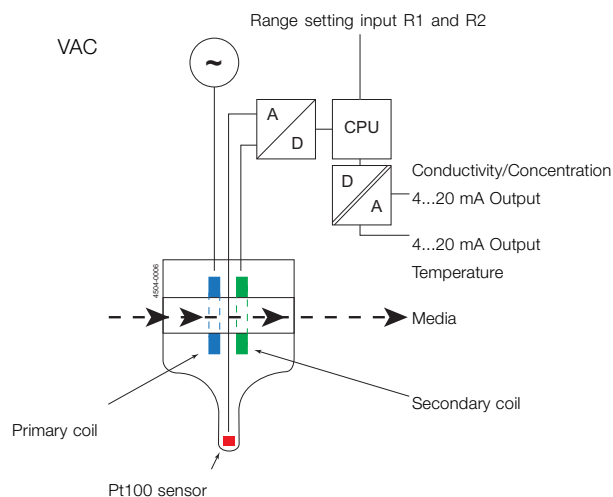 Range setting input R1 and R2
VAC
~
A
D
CPU
D
A
Conductivity/Concentration
4...20 mA Output
4...20 mA Output
Temperature
4504-0006
Media
Secondary coil
Primary coil
Pt100 sensor